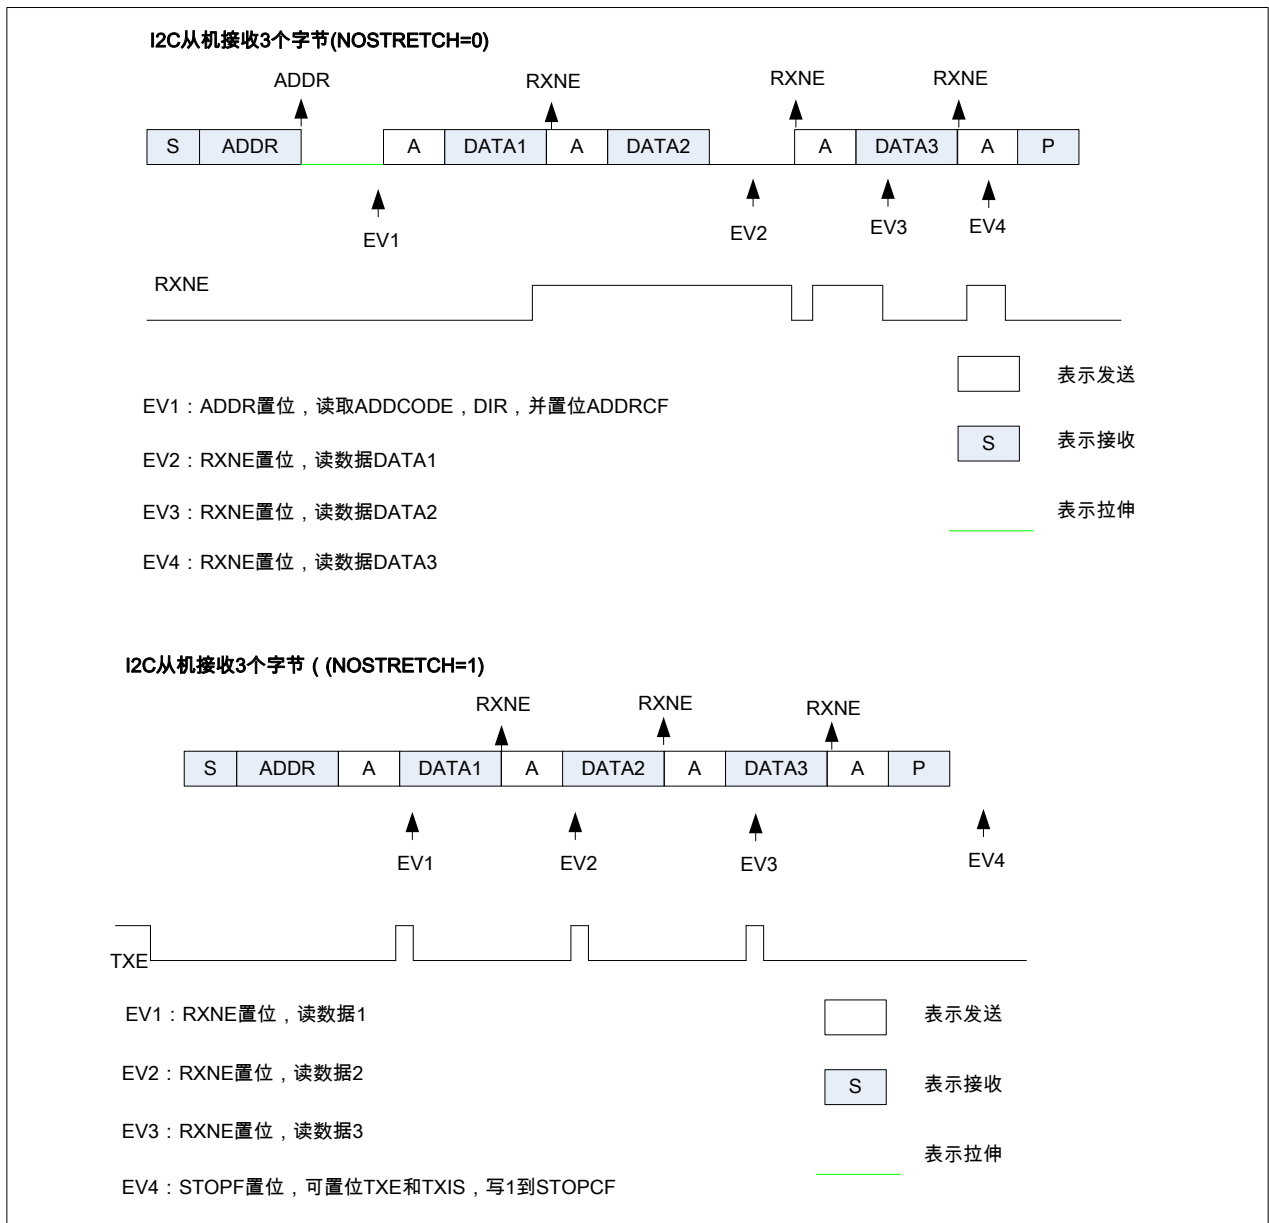 I2C从机接收3个字节(NOSTRETCH=0)
ADDR RXNE RXNE RXNE
S ADDR A DATA1 A DATA2 A DATA3 A P
EV1 EV2 EV3 EV4
RXNE
表示发送
EV1：ADDR置位，读取ADDCODE，DIR，并置位ADDRCF
S 表示接收
EV2：RXNE置位，读数据DATA1
EV3：RXNE置位，读数据DATA2
表示拉伸
EV4：RXNE置位，读数据DATA3
I2C从机接收3个字节（(NOSTRETCH=1)
RXNE RXNE RXNE
S ADDR A DATA1 A DATA2 A DATA3 A P
EV1 EV2 EV3 EV4
TXE
EV1：RXNE置位，读数据1
表示发送
EV2：RXNE置位，读数据2
S 表示接收
EV3：RXNE置位，读数据3
表示拉伸
EV4：STOPF置位，可置位TXE和TXIS，写1到STOPCF